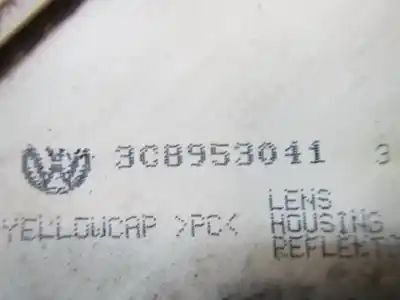 3C8953041 3
LENS
YELLOWCAP >PC< HOUSING